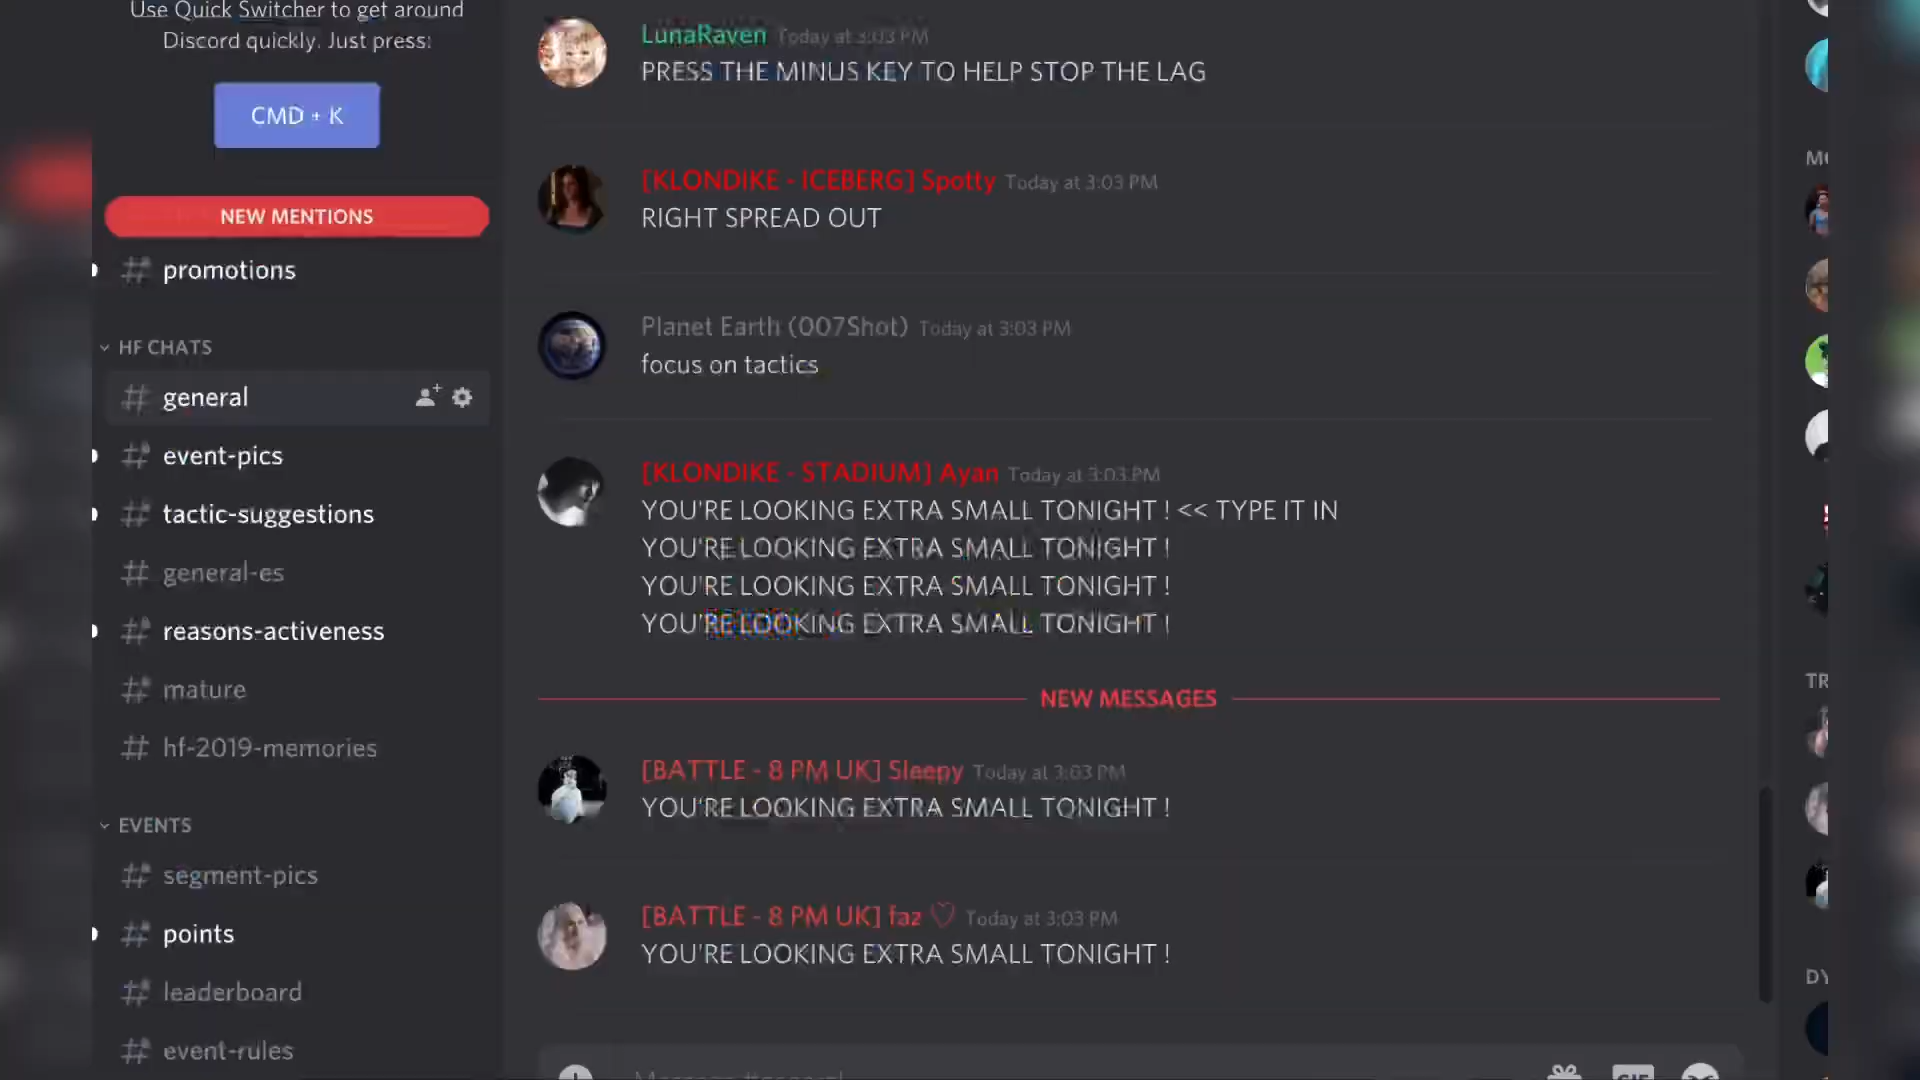 Use Quick Switcher to get around
Discord quickly. Just press:
CMD + K
NEW MENTIONS
promotions
HF CHATS
general
event-pics
tactic-suggestions
general-es
reasons-activeness
mature
hf-2019-memories
EVENTS
segment-pics
points
leaderboard
event-rules
LunaRaven Today at 3:03 PM
PRESS THE MINUS KEY TO HELP STOP THE LAG
[KLONDIKE - ICEBERG] Spotty Today at 3:03 PM
RIGHT SPREAD OUT
Planet Earth (007Shot) Today at 3:03 PM
focus on tactics
[KLONDIKE - STADIUM] Ayan Today at 3:03 PM
YOU'RE LOOKING EXTRA SMALL TONIGHT ! << TYPE IT IN
YOU'RE LOOKING EXTRA SMALL TONIGHT !
YOU'RE LOOKING EXTRA SMALL TONIGHT !
YOU'RE LOOKING EXTRA SMALL TONIGHT !
NEW MESSAGES
[BATTLE - 8 PM UK] Sleepy Today at 3:03 PM
YOU'RE LOOKING EXTRA SMALL TONIGHT !
[BATTLE - 8 PM UK] faz ♡ Today at 3:03 PM
YOU'RE LOOKING EXTRA SMALL TONIGHT !